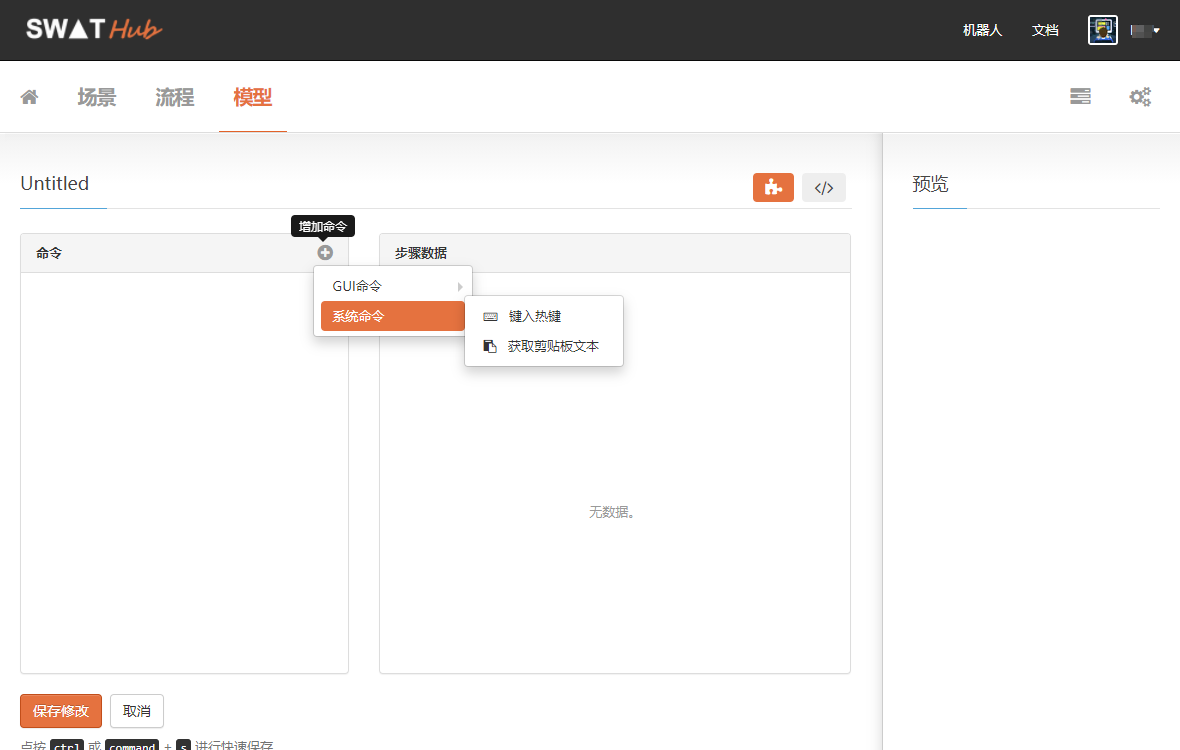 SWAT Hub
机器人 文档
场景 流程 模型
Untitled
</>
预览
增加命令
命令
步骤数据
GUI命令
系统命令
键入热键
获取剪贴板文本
无数据。
保存修改 取消
点按 ctrl 或 command + s 进行快速保存